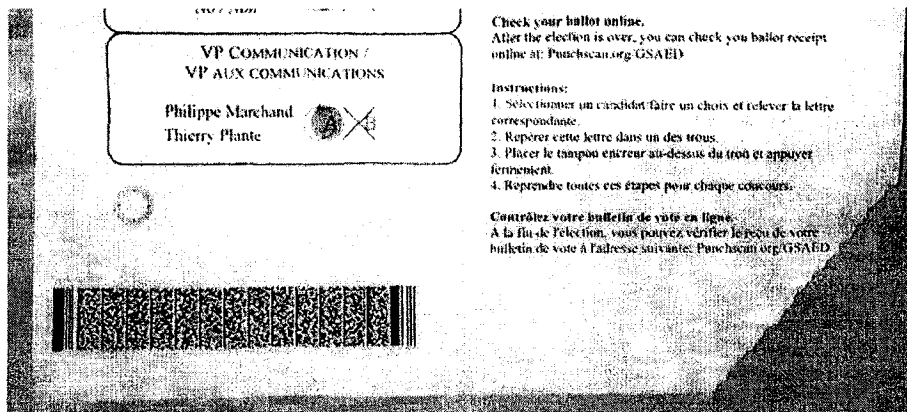 NO / NON
VP COMMUNICATION /
VP AUX COMMUNICATIONS
Philippe Marchand
Thierry Plante
A
Check your ballot online.
After the election is over, you can check you ballot receipt
online at: Punchscan.org/GSAED
Instructions:
1. Sélectionner un candidat/faire un choix et relever la lettre
correspondante.
2. Repérer cette lettre dans un des trous.
3. Placer le tampon encreur au-dessus du trou et appuyer
fermement.
4. Reprendre toutes ces étapes pour chaque concours.
Contrôlez votre bulletin de vote en ligne.
À la fin de l'élection, vous pouvez vérifier le reçu de votre
bulletin de vote à l'adresse suivante: Punchscan.org/GSAED